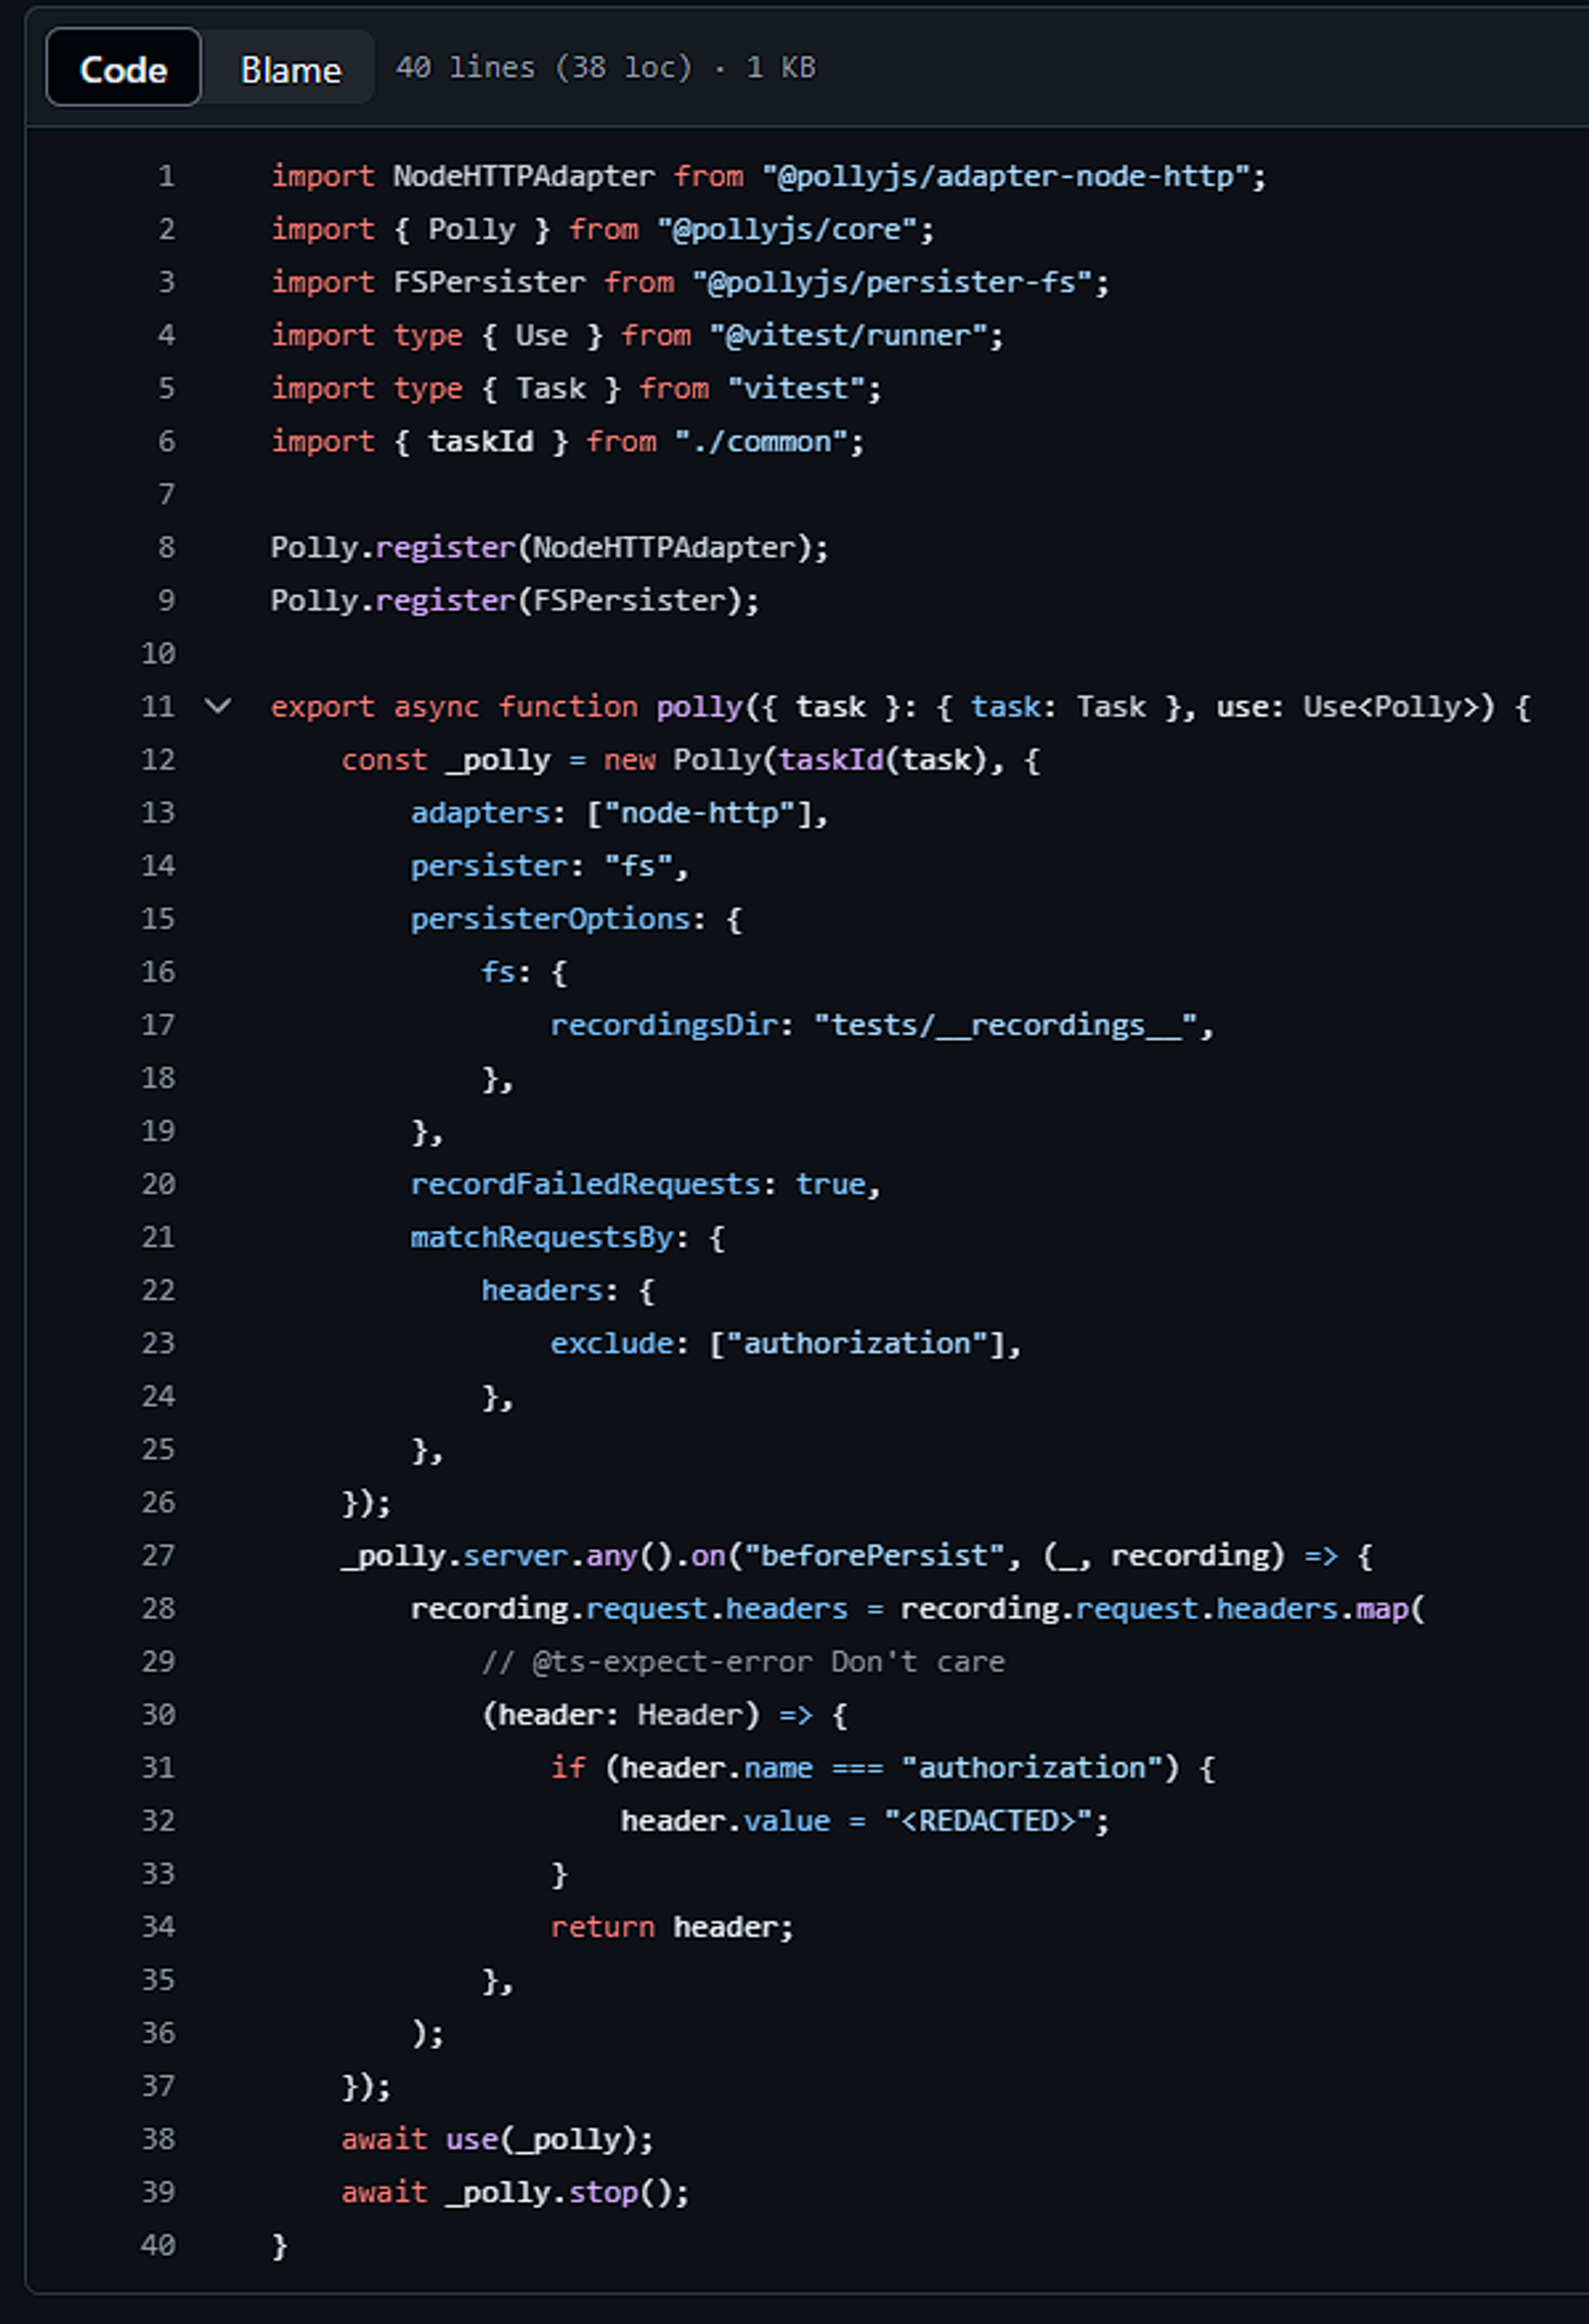 Code Blame 40 lines (38 loc) · 1 KB
1 import NodeHTTPAdapter from "@pollyjs/adapter-node-http";
2 import { Polly } from "@pollyjs/core";
3 import FSPersister from "@pollyjs/persister-fs";
4 import type { Use } from "@vitest/runner";
5 import type { Task } from "vitest";
6 import { taskId } from "./common";
7
8 Polly.register(NodeHTTPAdapter);
9 Polly.register(FSPersister);
10
11 export async function polly({ task }: { task: Task }, use: Use<Polly>) {
12     const _polly = new Polly(taskId(task), {
13         adapters: ["node-http"],
14         persister: "fs",
15         persisterOptions: {
16             fs: {
17                 recordingsDir: "tests/__recordings__",
18             },
19         },
20         recordFailedRequests: true,
21         matchRequestsBy: {
22             headers: {
23                 exclude: ["authorization"],
24             },
25         },
26     });
27     _polly.server.any().on("beforePersist", (_, recording) => {
28         recording.request.headers = recording.request.headers.map(
29             // @ts-expect-error Don't care
30             (header: Header) => {
31                 if (header.name === "authorization") {
32                     header.value = "<REDACTED>";
33                 }
34                 return header;
35             },
36         );
37     });
38     await use(_polly);
39     await _polly.stop();
40 }